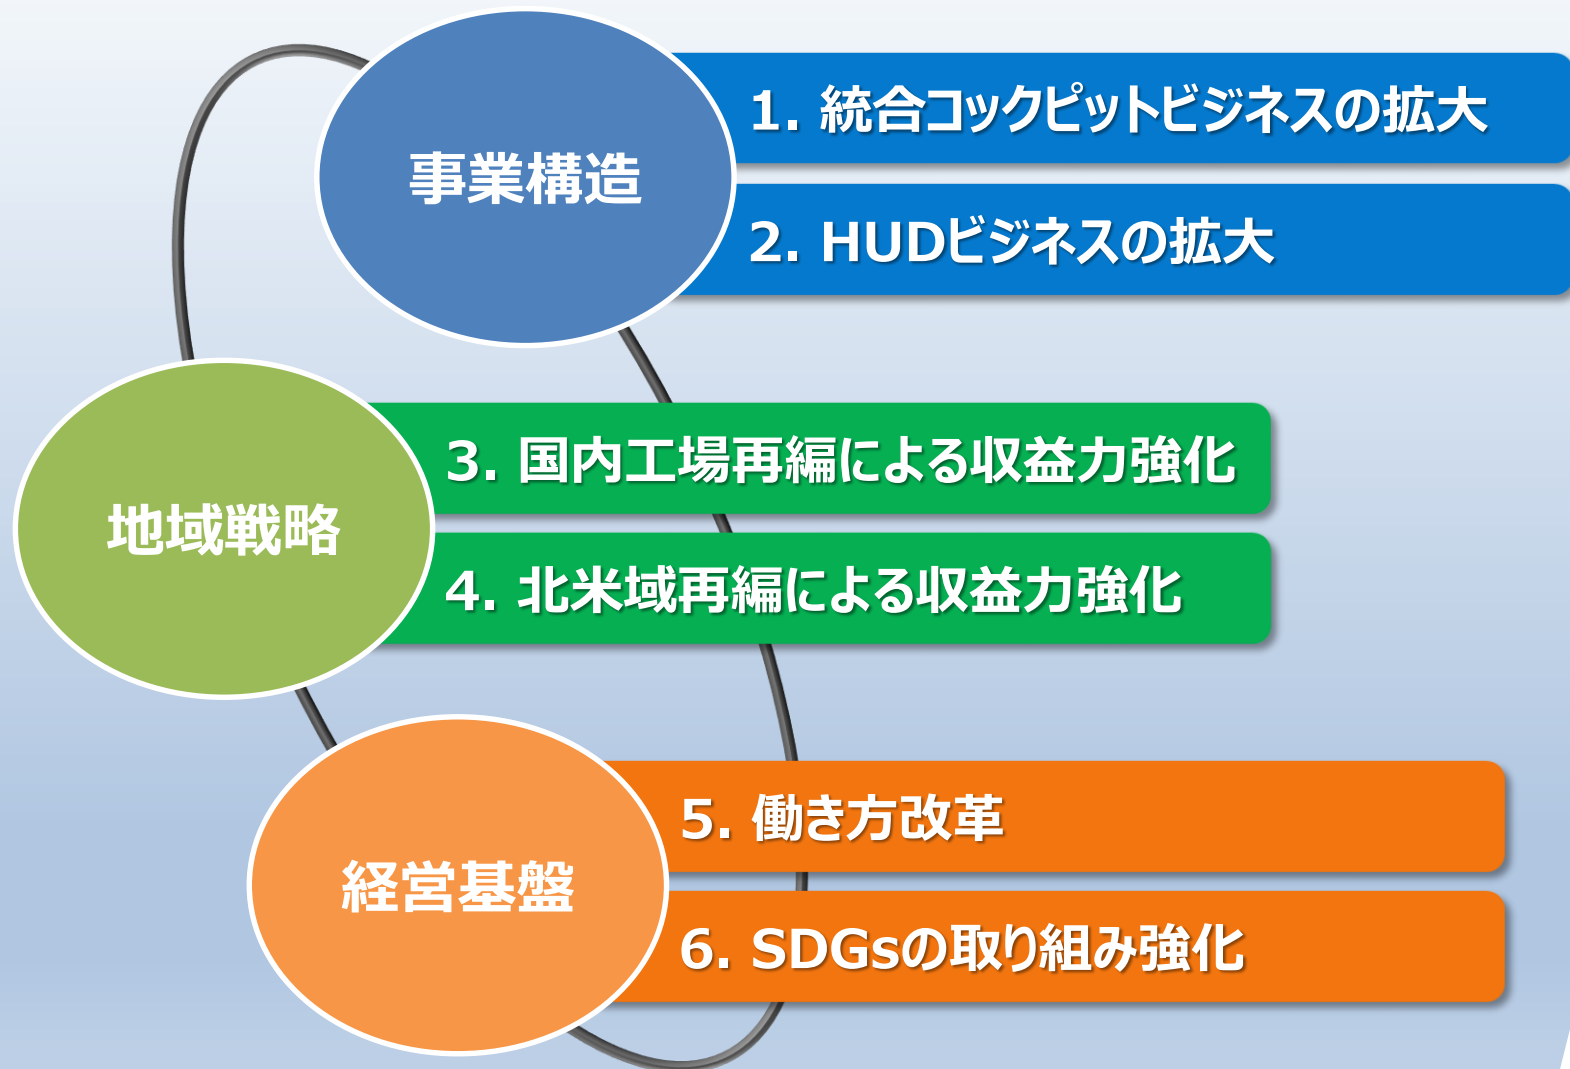 事業構造
1. 統合コックピットビジネスの拡大
2. HUDビジネスの拡大
地域戦略
3. 国内工場再編による収益力強化
4. 北米域再編による収益力強化
経営基盤
5. 働き方改革
6. SDGsの取り組み強化